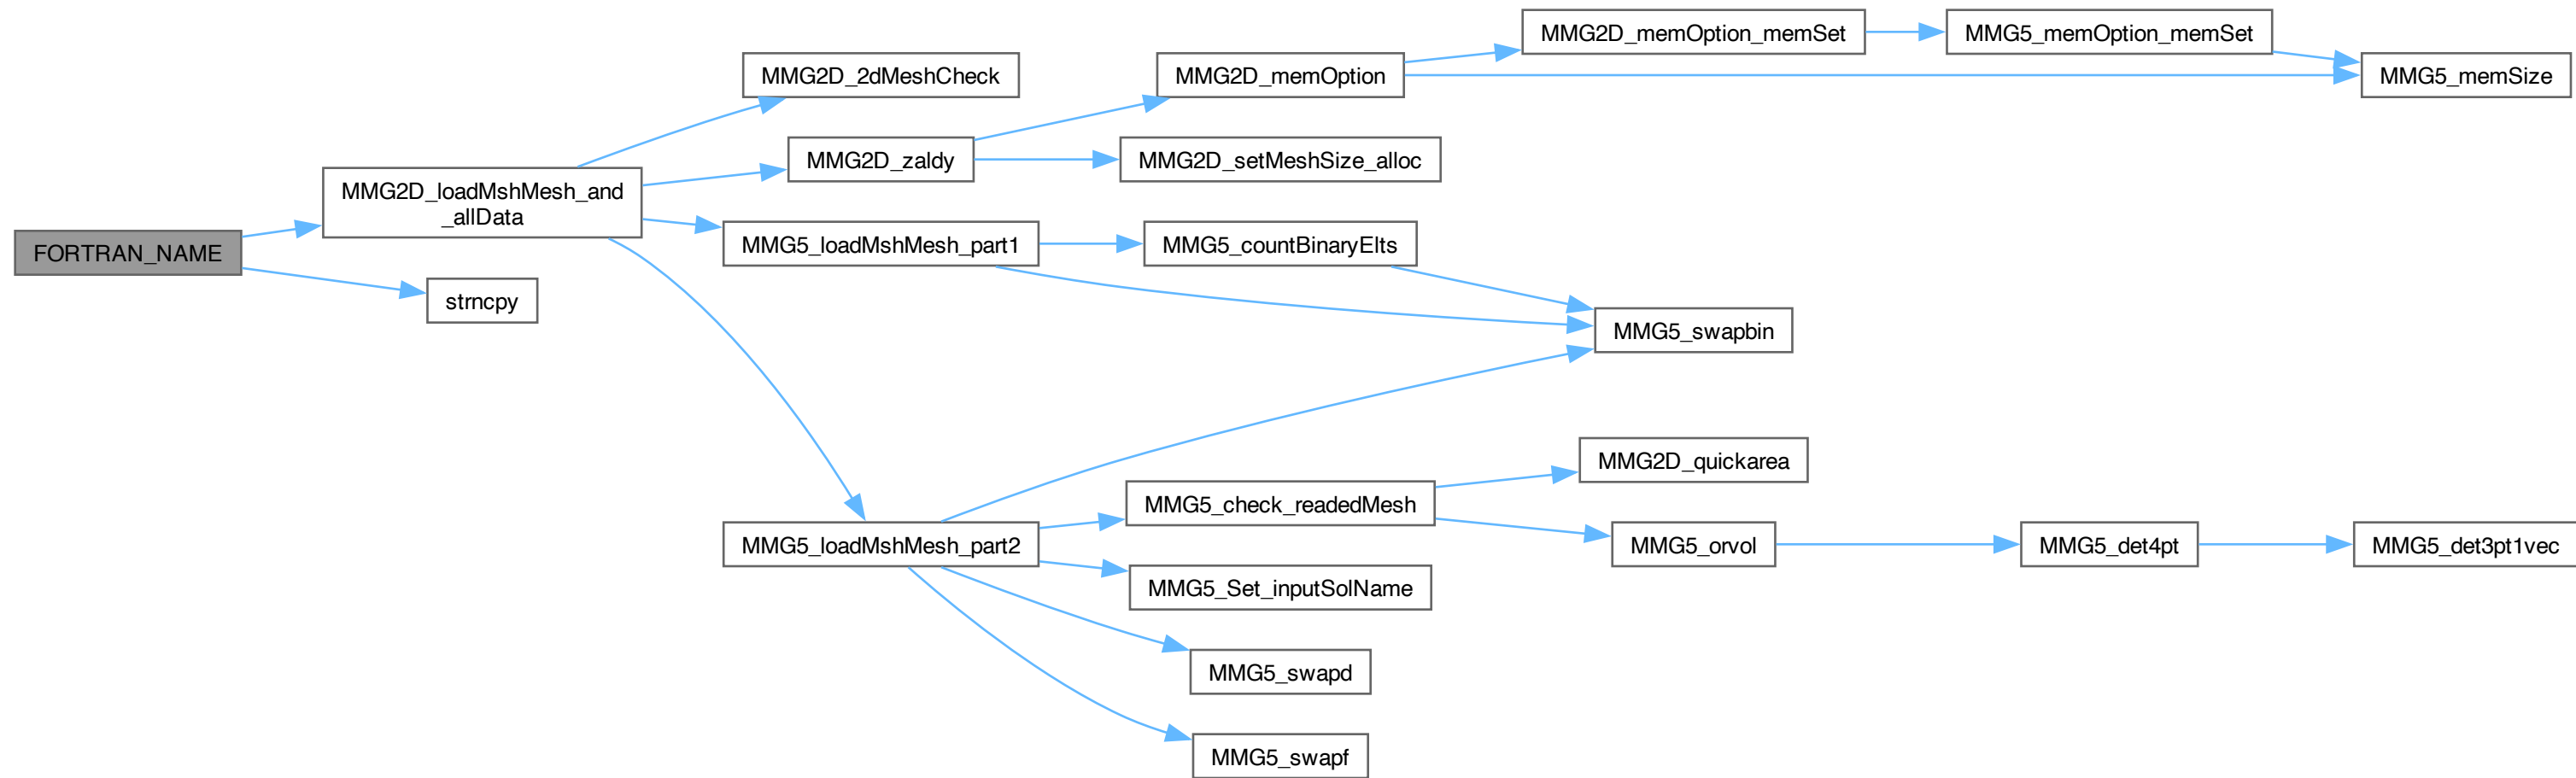 FORTRAN_NAME
MMG2D_loadMshMesh_and
_allData
strncpy
MMG2D_2dMeshCheck
MMG2D_zaldy
MMG5_loadMshMesh_part1
MMG5_loadMshMesh_part2
MMG2D_memOption
MMG2D_setMeshSize_alloc
MMG5_countBinaryElts
MMG5_check_readedMesh
MMG5_Set_inputSolName
MMG5_swapd
MMG5_swapf
MMG2D_memOption_memSet
MMG5_swapbin
MMG2D_quickarea
MMG5_orvol
MMG5_memOption_memSet
MMG5_det4pt
MMG5_memSize
MMG5_det3pt1vec